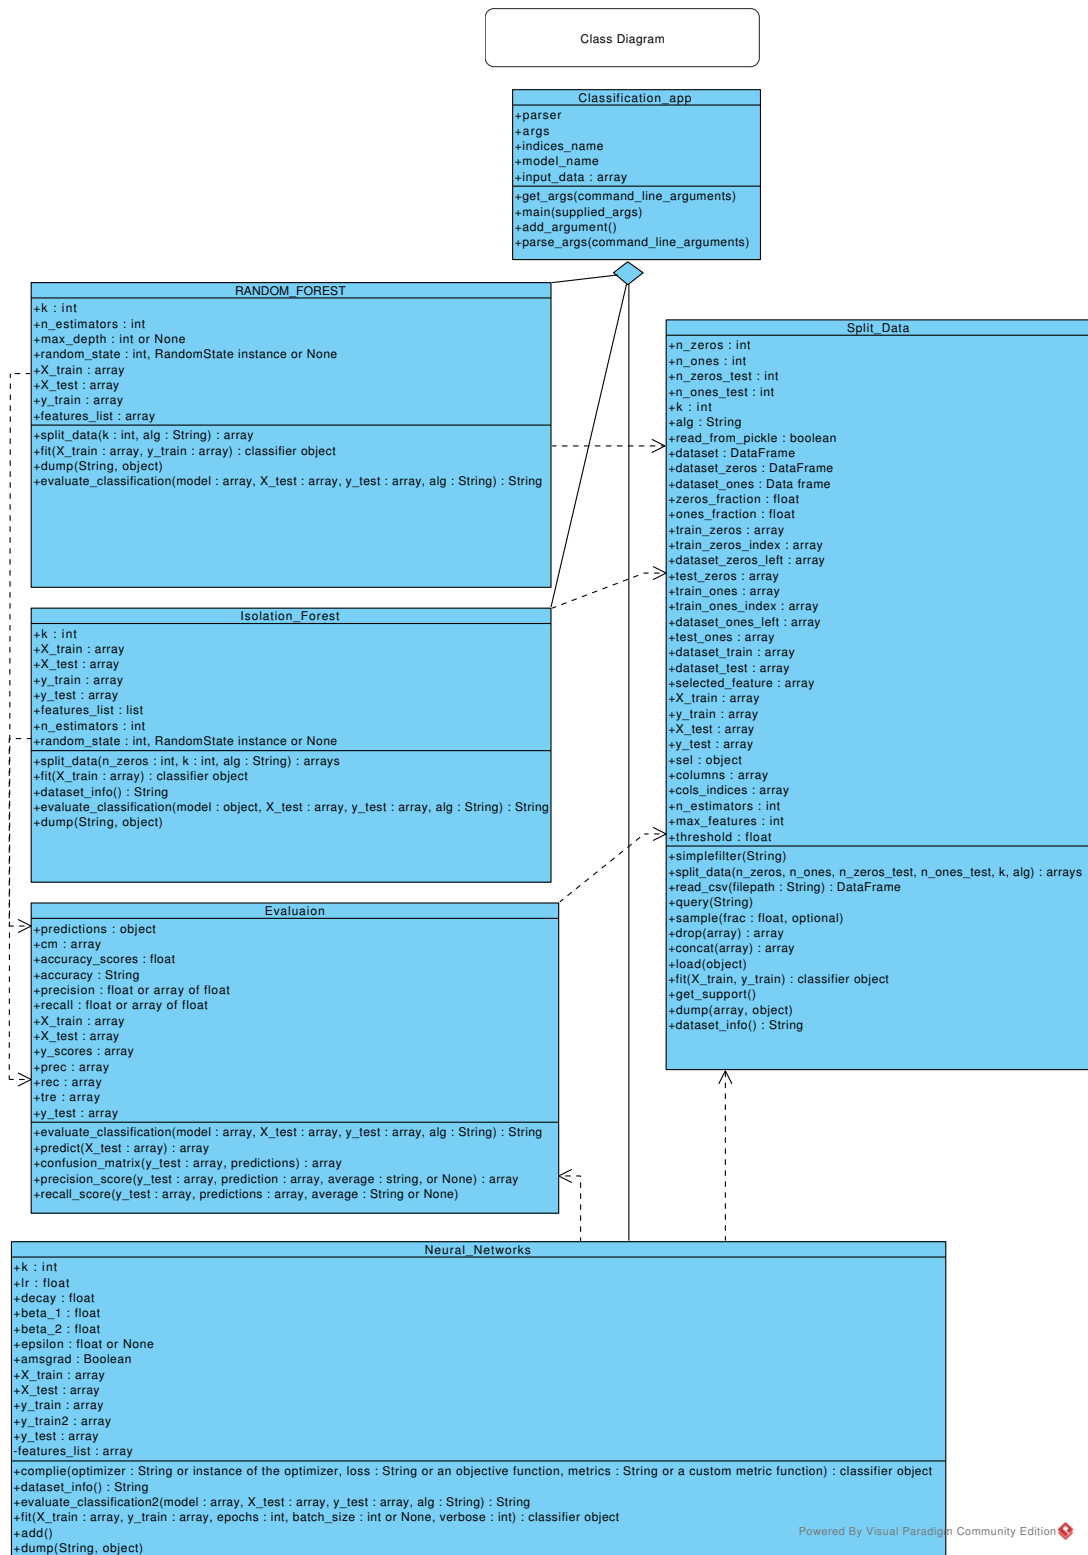 Class Diagram
Classification_app
+parser
+args
+indices_name
+model_name
+input_data : array
+get_args(command_line_arguments)
+main(supplied_args)
+add_argument()
+parse_args(command_line_arguments)
RANDOM_FOREST
+k : int
+n_estimators : int
+max_depth : int or None
+random_state : int, RandomState instance or None
+X_train : array
+X_test : array
+y_train : array
+features_list : array
+split_data(k : int, alg : String) : array
+fit(X_train : array, y_train : array) : classifier object
+dump(String, object)
+evaluate_classification(model : array, X_test : array, y_test : array, alg : String) : String
Split_Data
+n_zeros : int
+n_ones : int
+n_zeros_test : int
+n_ones_test : int
+k : int
+alg : String
+read_from_pickle : boolean
+dataset : DataFrame
+dataset_zeros : DataFrame
+dataset_ones : Data frame
+zeros_fraction : float
+ones_fraction : float
+train_zeros : array
+train_zeros_index : array
+dataset_zeros_left : array
+test_zeros : array
+train_ones : array
+train_ones_index : array
+dataset_ones_left : array
+test_ones : array
+dataset_train : array
+dataset_test : array
+selected_feature : array
+X_train : array
+y_train : array
+X_test : array
+y_test : array
+sel : object
+columns : array
+cols_indices : array
+n_estimators : int
+max_features : int
+threshold : float
+simplefilter(String)
+split_data(n_zeros, n_ones, n_zeros_test, n_ones_test, k, alg) : arrays
+read_csv(filepath : String) : DataFrame
+query(String)
+sample(frac : float, optional)
+drop(array) : array
+concat(array) : array
+load(object)
+fit(X_train, y_train) : classifier object
+get_support()
+dump(array, object)
+dataset_info() : String
Isolation_Forest
+k : int
+X_train : array
+X_test : array
+y_train : array
+y_test : array
+features_list : list
+n_estimators : int
+random_state : int, RandomState instance or None
+split_data(n_zeros : int, k : int, alg : String) : arrays
+fit(X_train : array) : classifier object
+dataset_info() : String
+evaluate_classification(model : object, X_test : array, y_test : array, alg : String) : String
+dump(String, object)
Evaluaion
+predictions : object
+cm : array
+accuracy_scores : float
+accuracy : String
+precision : float or array of float
+recall : float or array of float
+X_train : array
+X_test : array
+y_scores : array
+prec : array
+rec : array
+tre : array
+y_test : array
+evaluate_classification(model : array, X_test : array, y_test : array, alg : String) : String
+predict(X_test : array) : array
+confusion_matrix(y_test : array, predictions) : array
+precision_score(y_test : array, prediction : array, average : string, or None) : array
+recall_score(y_test : array, predictions : array, average : String or None)
Neural_Networks
+k : int
+lr : float
+decay : float
+beta_1 : float
+beta_2 : float
+epsilon : float or None
+amsgrad : Boolean
+X_train : array
+X_test : array
+y_train : array
+y_train2 : array
+y_test : array
-features_list : array
+complie(optimizer : String or instance of the optimizer, loss : String or an objective function, metrics : String or a custom metric function) : classifier object
+dataset_info() : String
+evaluate_classification2(model : array, X_test : array, y_test : array, alg : String) : String
+fit(X_train : array, y_train : array, epochs : int, batch_size : int or None, verbose : int) : classifier object
+add()
+dump(String, object)
Powered By Visual Paradigm Community Edition